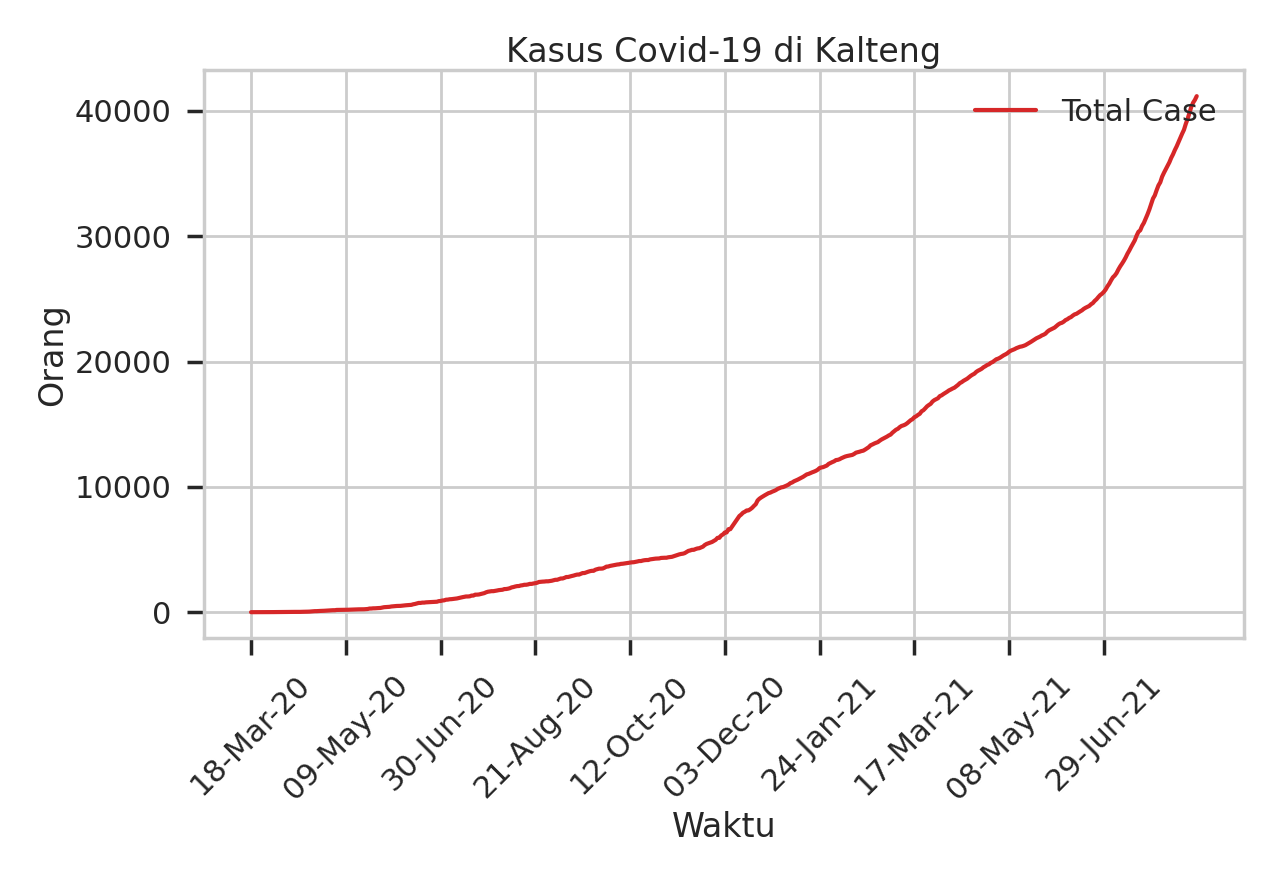 Kasus Covid-19 di Kalteng
Total Case
40000
30000
20000
10000
0
Orang
18-Mar-20
09-May-20
30-Jun-20
21-Aug-20
12-Oct-20
03-Dec-20
24-Jan-21
17-Mar-21
08-May-21
29-Jun-21
Waktu